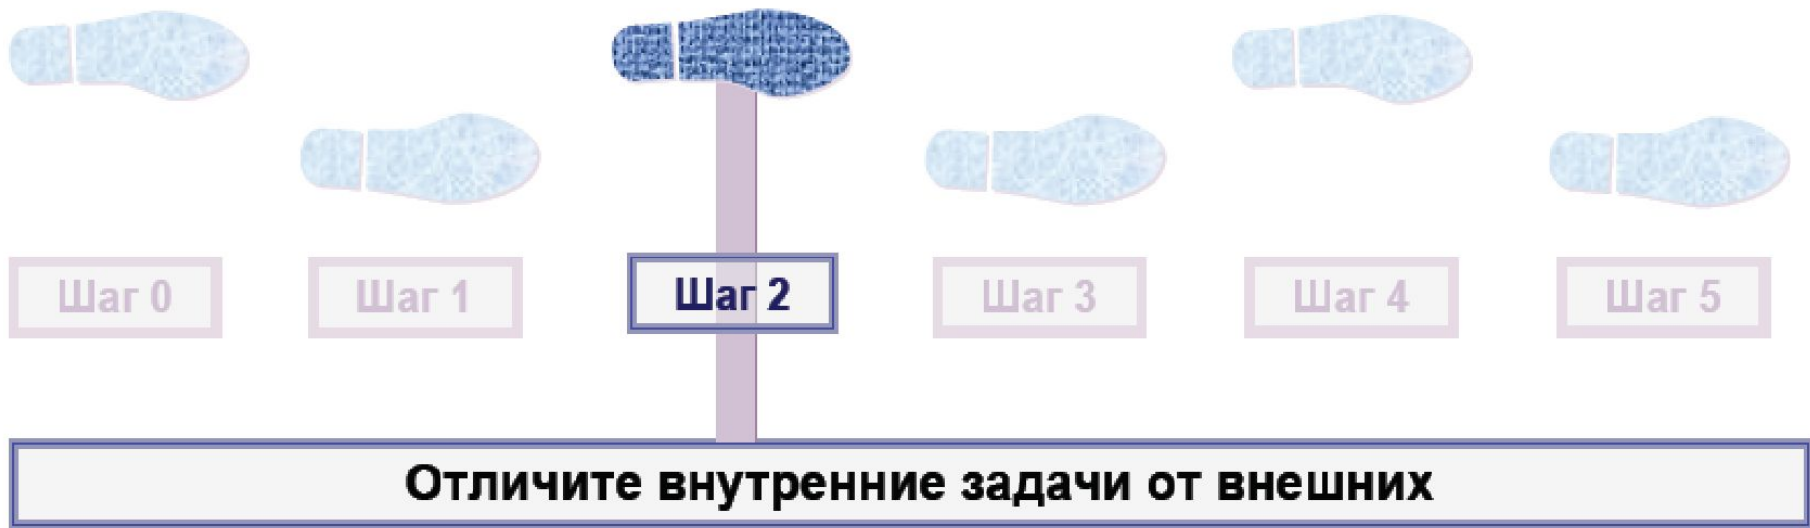 Шаг 0
Шаг 1
Шаг 2
Шаг 3
Шаг 4
Шаг 5
Отличите внутренние задачи от внешних